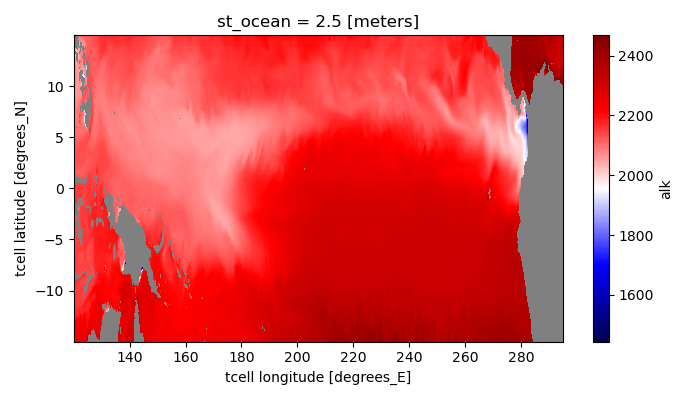 st_ocean = 2.5 [meters]
10
5
0
−5
−10
tcell latitude [degrees_N]
140 160 180 200 220 240 260 280
tcell longitude [degrees_E]
2400
2200
2000
1800
1600
alk